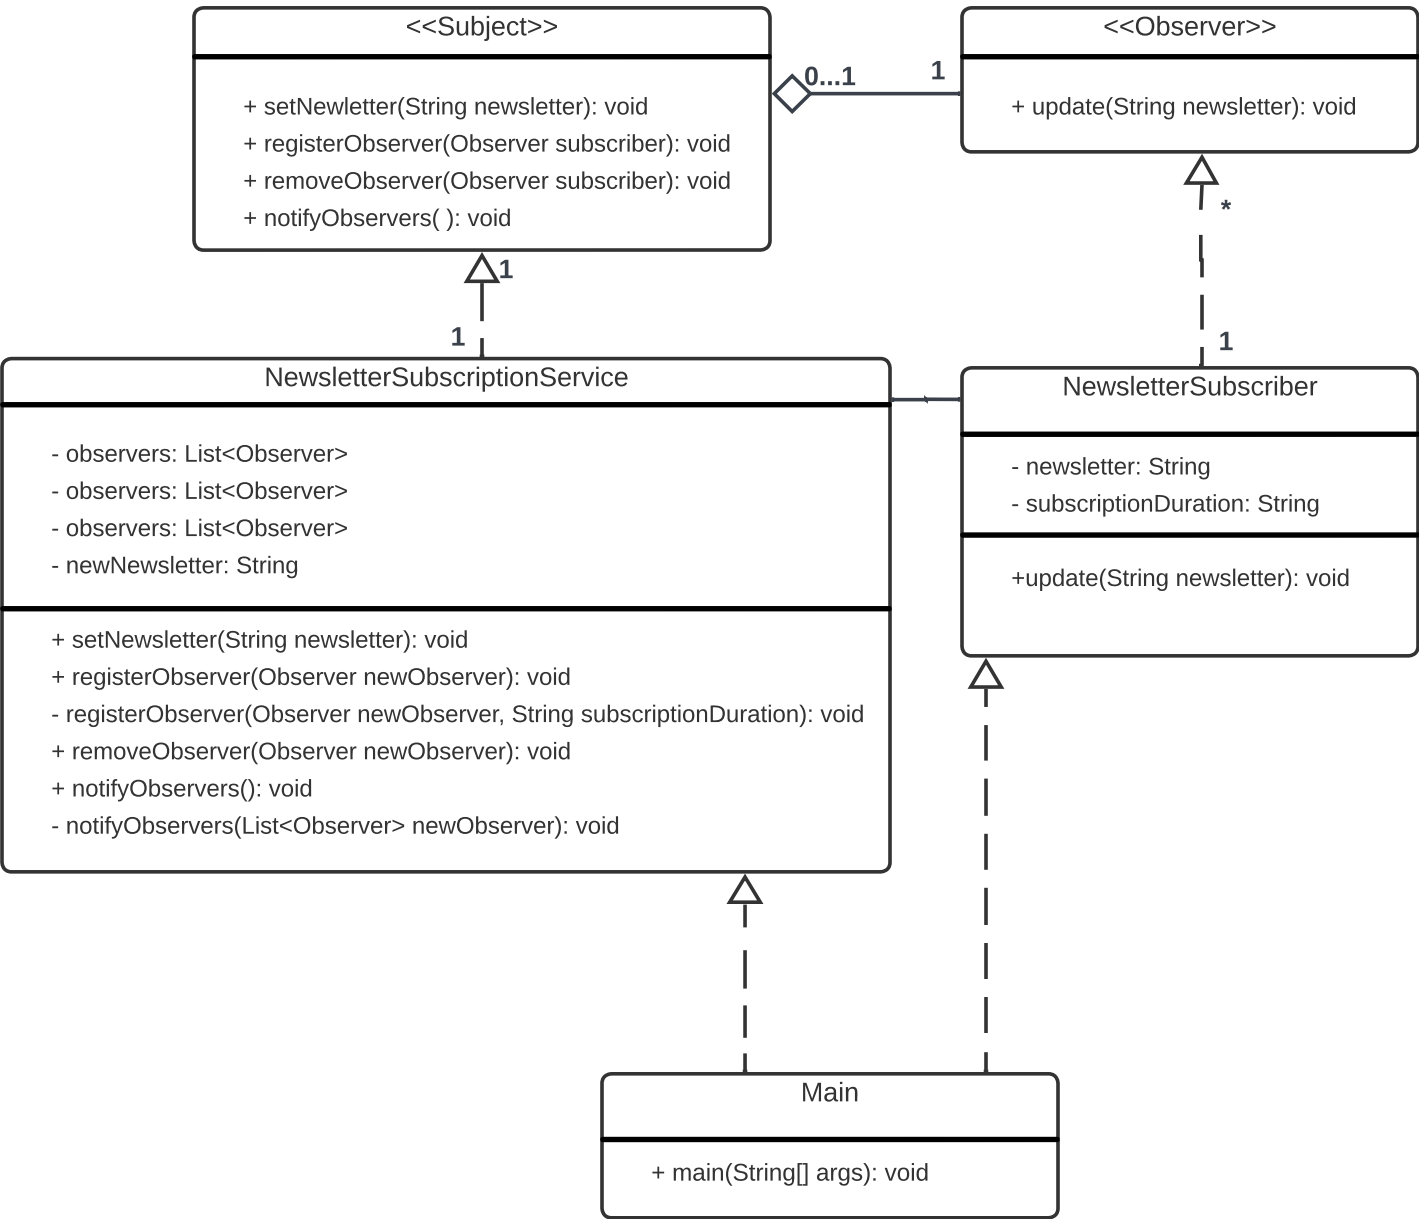 <<Subject>>
+ setNewletter(String newsletter): void
+ registerObserver(Observer subscriber): void
+ removeObserver(Observer subscriber): void
+ notifyObservers( ): void
0...1
1
<<Observer>>
+ update(String newsletter): void
1
1
*
1
NewsletterSubscriptionService
- observers: List<Observer>
- observers: List<Observer>
- observers: List<Observer>
- newNewsletter: String
+ setNewsletter(String newsletter): void
+ registerObserver(Observer newObserver): void
- registerObserver(Observer newObserver, String subscriptionDuration): void
+ removeObserver(Observer newObserver): void
+ notifyObservers(): void
- notifyObservers(List<Observer> newObserver): void
NewsletterSubscriber
- newsletter: String
- subscriptionDuration: String
+update(String newsletter): void
Main
+ main(String[] args): void